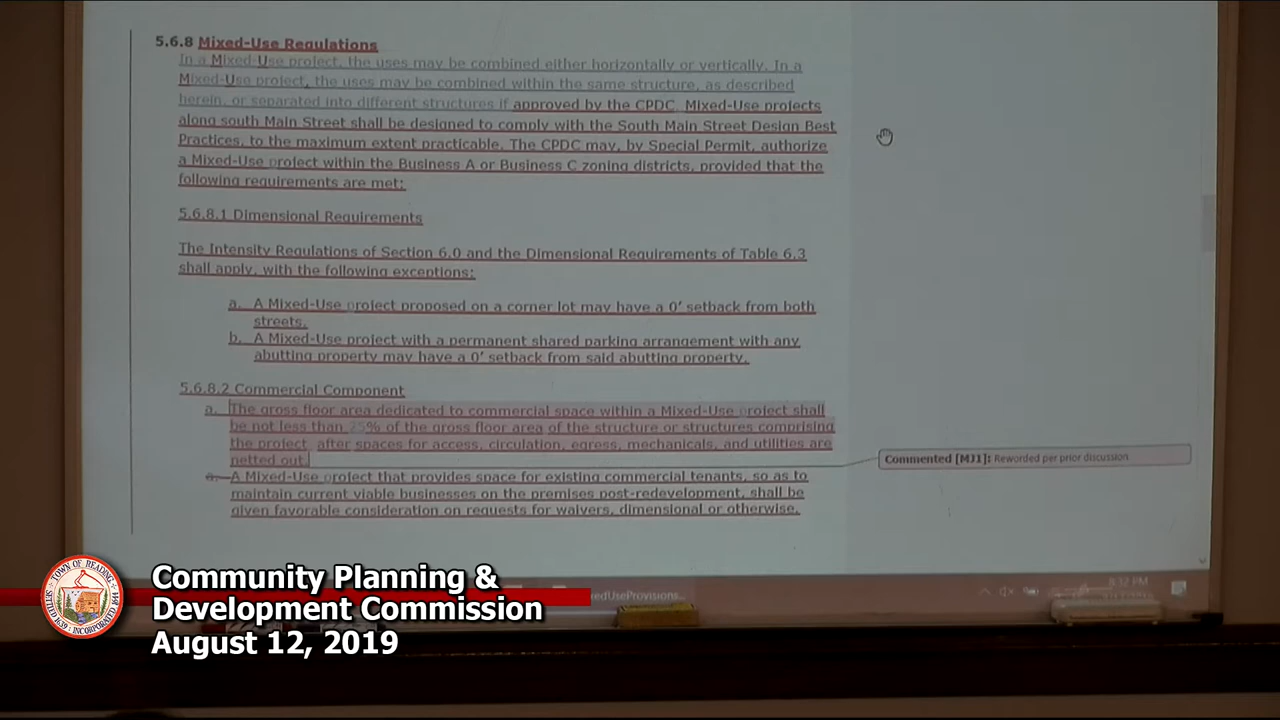 5.6.8 Mixed-Use Regulations
In a Mixed-Use project, the uses may be combined either horizontally or vertically. In a
Mixed-Use project, the uses may be combined within the same structure, as described
herein, or separated into different structures if approved by the CPDC. Mixed-Use projects
along south Main Street shall be designed to comply with the South Main Street Design Best
Practices, to the maximum extent practicable. The CPDC may, by Special Permit, authorize
a Mixed-Use project within the Business A or Business C zoning districts, provided that the
following requirements are met:
5.6.8.1 Dimensional Requirements
The Intensity Regulations of Section 6.0 and the Dimensional Requirements of Table 6.3
shall apply, with the following exceptions:
a. A Mixed-Use project proposed on a corner lot may have a 0' setback from both
streets.
b. A Mixed-Use project with a permanent shared parking arrangement with any
abutting property may have a 0' setback from said abutting property.
5.6.8.2 Commercial Component
a. The gross floor area dedicated to commercial space within a Mixed-Use project shall
be not less than 25% of the gross floor area of the structure or structures comprising
the project after spaces for access, circulation, egress, mechanicals, and utilities are
netted out.
Commented [MJ1]: Reworded per prior discussion.
a. A Mixed-Use project that provides space for existing commercial tenants, so as to
maintain current viable businesses on the premises post-redevelopment, shall be
given favorable consideration on requests for waivers, dimensional or otherwise.
8:32 PM
edUseProvisions...
TOWN OF READING
SETTLED 1639 · INCORPORATED 1644
Community Planning &
Development Commission
August 12, 2019